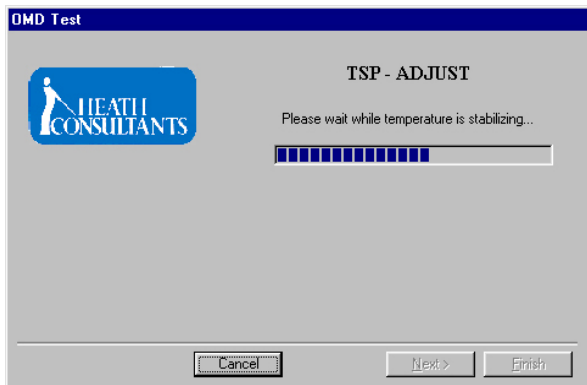 OMD Test
TSP - ADJUST
HEATH
CONSULTANTS
Please wait while temperature is stabilizing...
Cancel
Next >
Finish